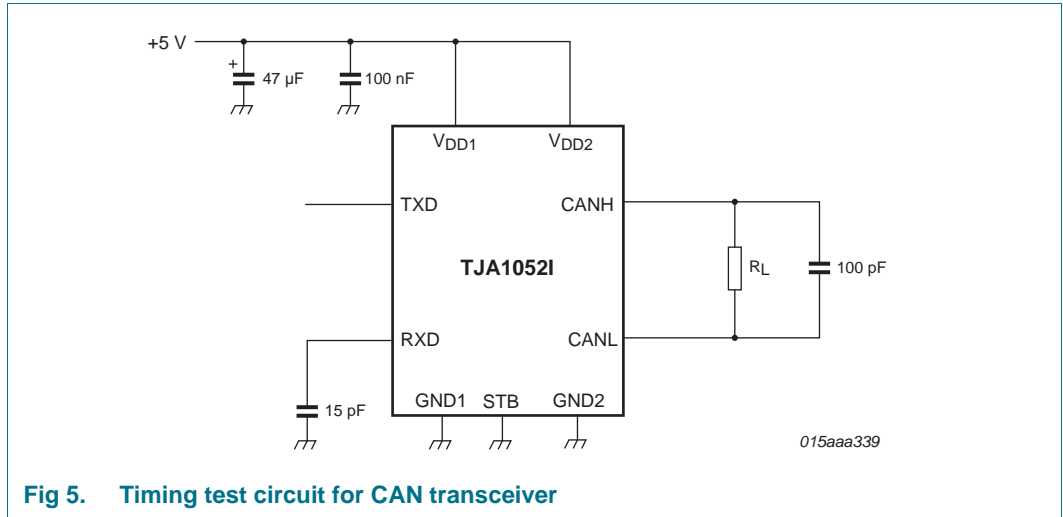 +5 V
+
47 µF
100 nF
VDD1
VDD2
TXD
CANH
TJA1052I
RL
100 pF
RXD
CANL
15 pF
GND1
STB
GND2
015aaa339
Fig 5. Timing test circuit for CAN transceiver